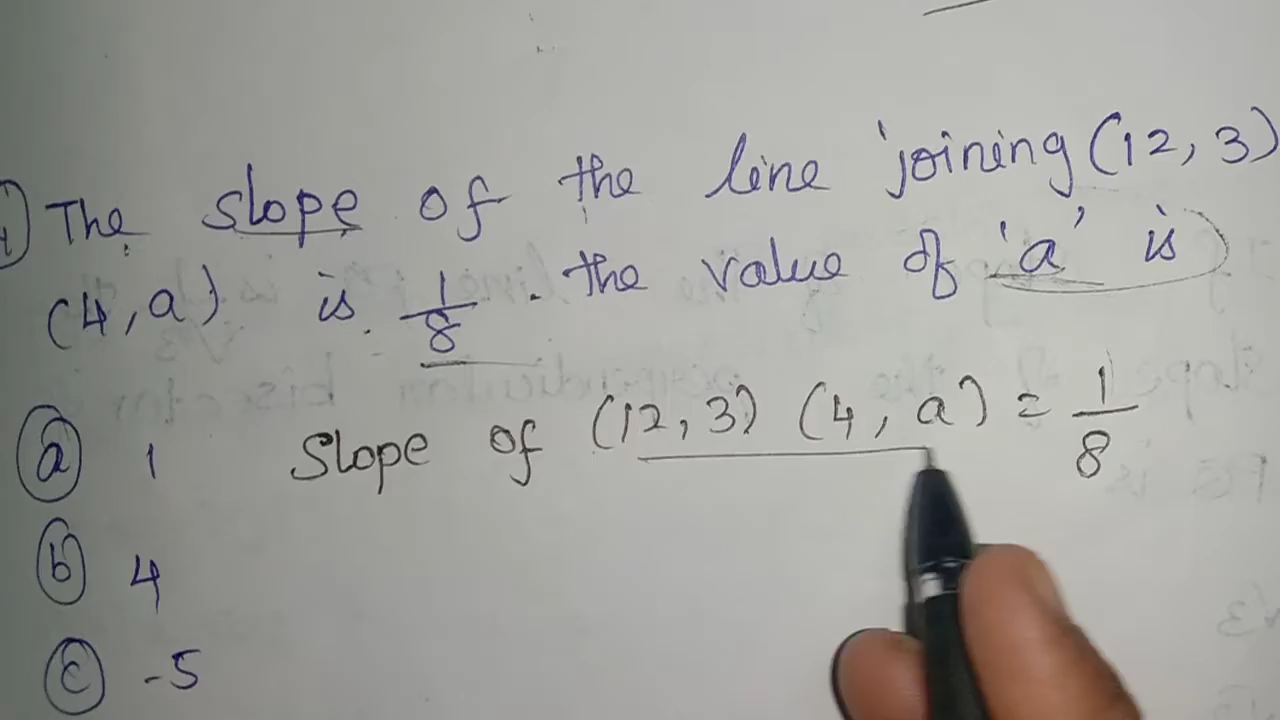 The slope of the line joining (12, 3)
(4, a) is 1/8. the value of 'a' is
Slope of (12, 3) (4, a) = 1/8
(a) 1
(b) 4
(c) -5